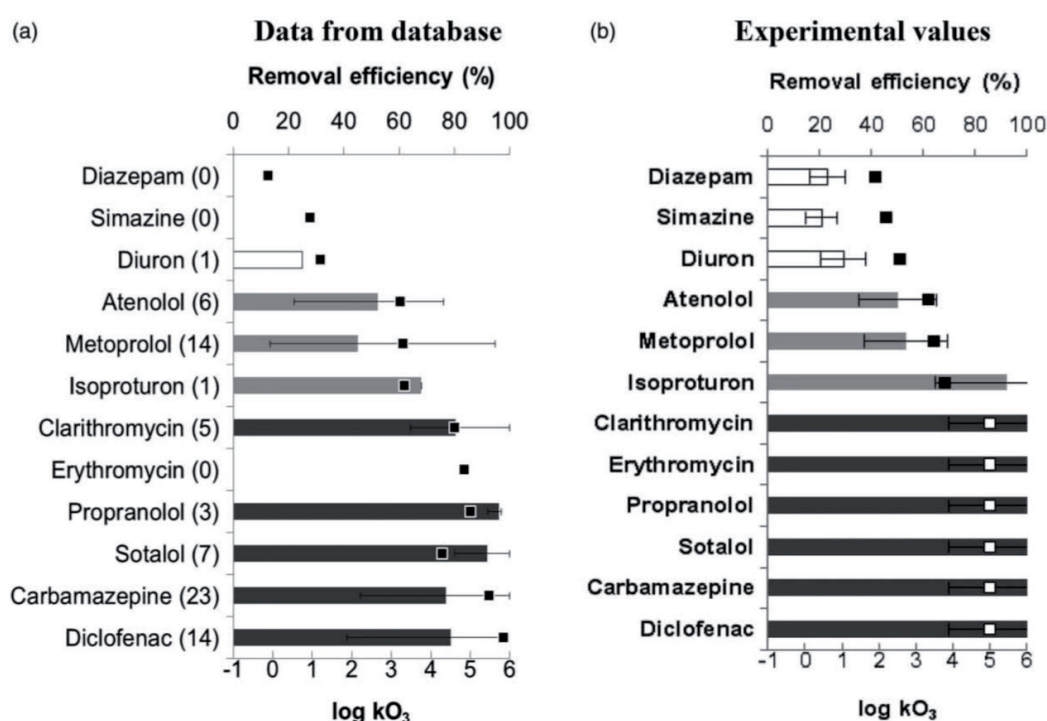 (a) Data from database
Removal efficiency (%)
0 20 40 60 80 100
Diazepam (0)
Simazine (0)
Diuron (1)
Atenolol (6)
Metoprolol (14)
Isoproturon (1)
Clarithromycin (5)
Erythromycin (0)
Propranolol (3)
Sotalol (7)
Carbamazepine (23)
Diclofenac (14)
-1 0 1 2 3 4 5 6
log kO₃
(b) Experimental values
Removal efficiency (%)
0 20 40 60 80 100
Diazepam
Simazine
Diuron
Atenolol
Metoprolol
Isoproturon
Clarithromycin
Erythromycin
Propranolol
Sotalol
Carbamazepine
Diclofenac
-1 0 1 2 3 4 5 6
log kO₃